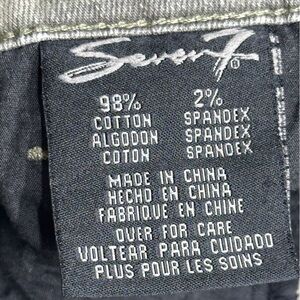 Seven7
98% 2%
COTTON SPANDEX
ALGODON SPANDEX
COTON SPANDEX
MADE IN CHINA
HECHO EN CHINA
FABRIQUE EN CHINE
OVER FOR CARE
VOLTEAR PARA CUIDADO
PLUS POUR LES SOINS